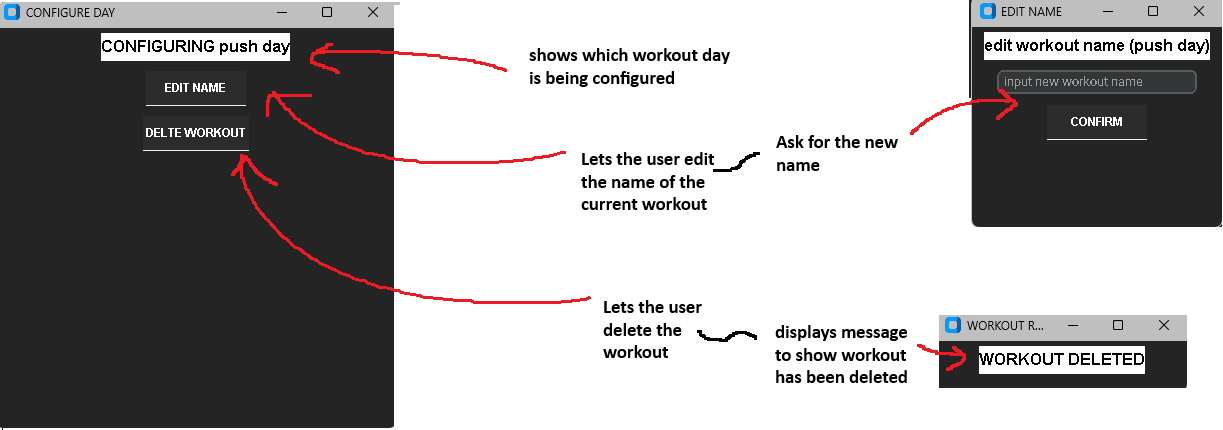 CONFIGURE DAY
CONFIGURING push day
EDIT NAME
DELTE WORKOUT
shows which workout day
is being configured
Lets the user edit
the name of the
current workout
Ask for the new
name
EDIT NAME
edit workout name (push day)
input new workout name
CONFIRM
Lets the user
delete the
workout
displays message
to show workout
has been deleted
WORKOUT R...
WORKOUT DELETED